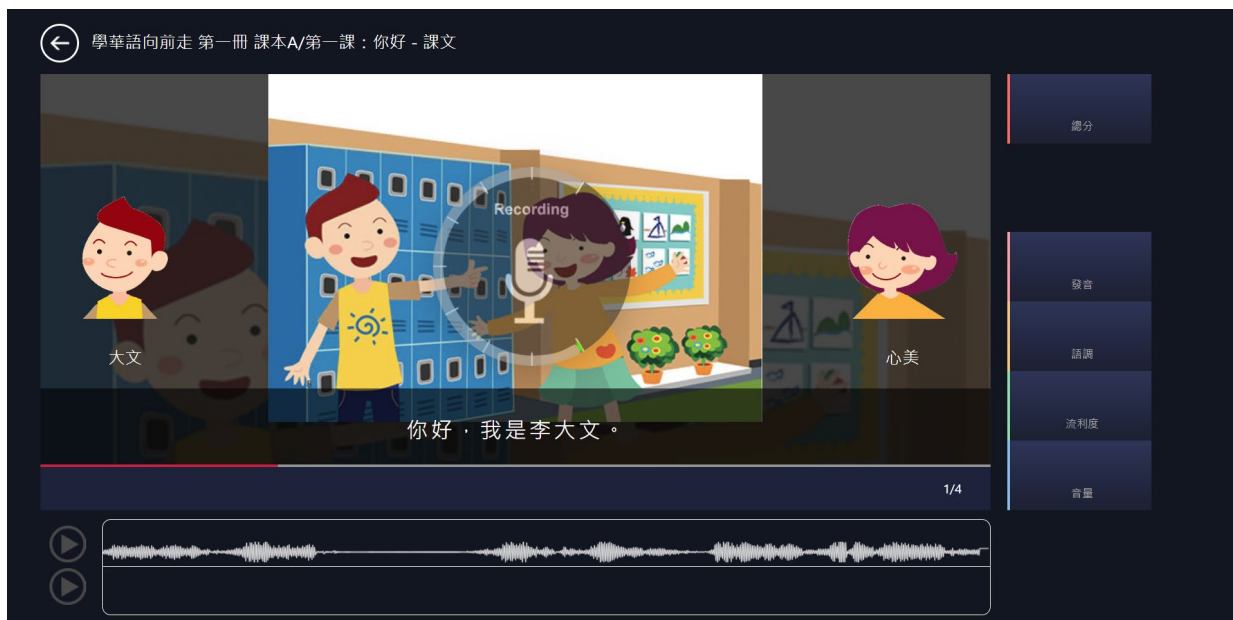 學華語向前走 第一冊 課本A/第一課：你好 - 課文
總分
Recording
發音
大文
心美
語調
你好，我是李大文。
流利度
1/4
音量